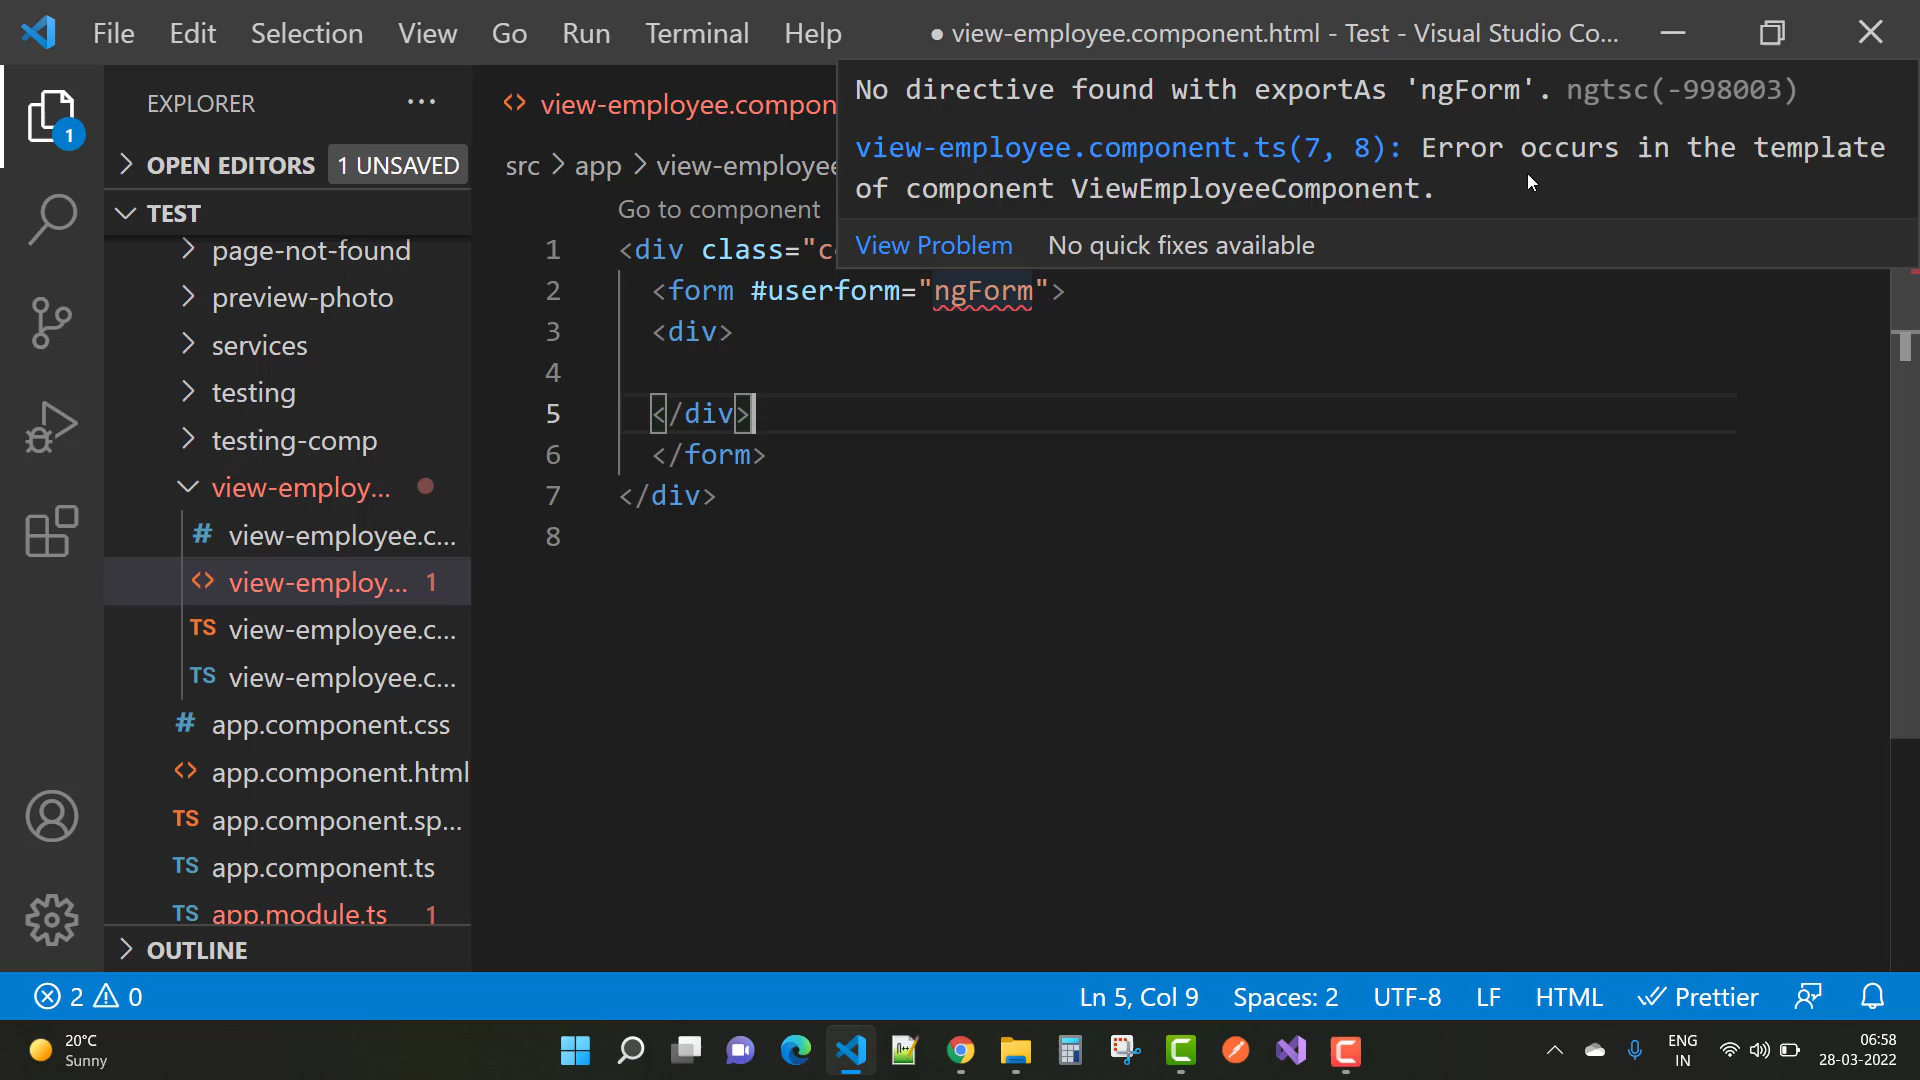 File Edit Selection View Go Run Terminal Help ● view-employee.component.html - Test - Visual Studio Co...
EXPLORER ...
view-employee.compon
No directive found with exportAs 'ngForm'. ngtsc(-998003)
view-employee.component.ts(7, 8): Error occurs in the template
of component ViewEmployeeComponent.
View Problem No quick fixes available
1
OPEN EDITORS 1 UNSAVED
src > app > view-employee
TEST
Go to component
page-not-found
preview-photo
services
testing
testing-comp
view-employ...
view-employee.c...
view-employ... 1
view-employee.c...
view-employee.c...
app.component.css
app.component.html
app.component.sp...
app.component.ts
app.module.ts 1
OUTLINE
1 <div class="c
2 <form #userform="ngForm">
3 <div>
4
5 </div>
6 </form>
7 </div>
8
2 0 Ln 5, Col 9 Spaces: 2 UTF-8 LF HTML Prettier
20°C
Sunny
ENG
IN
06:58
28-03-2022